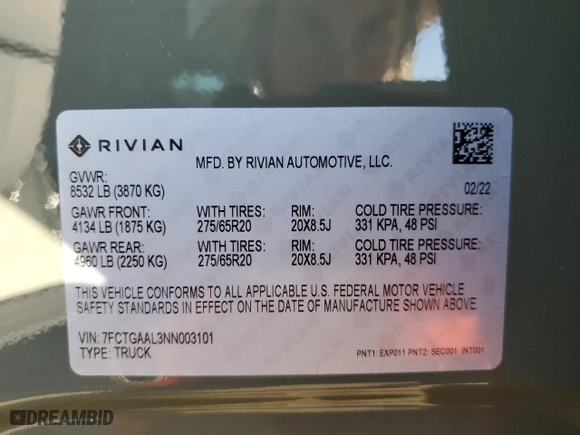 RIVIAN
MFD. BY RIVIAN AUTOMOTIVE, LLC.
GVWR:
8532 LB (3870 KG) 02/22
GAWR FRONT: WITH TIRES: RIM: COLD TIRE PRESSURE:
4134 LB (1875 KG) 275/65R20 20X8.5J 331 KPA, 48 PSI
GAWR REAR: WITH TIRES: RIM: COLD TIRE PRESSURE:
4960 LB (2250 KG) 275/65R20 20X8.5J 331 KPA, 48 PSI
THIS VEHICLE CONFORMS TO ALL APPLICABLE U.S. FEDERAL MOTOR VEHICLE
SAFETY STANDARDS IN EFFECT ON THE DATE OF MANUFACTURE SHOWN ABOVE.
VIN: 7FCTGAAL3NN003101
TYPE: TRUCK
PNT1: EXP011 PNT2: SEC001 INT001
DREAMBID